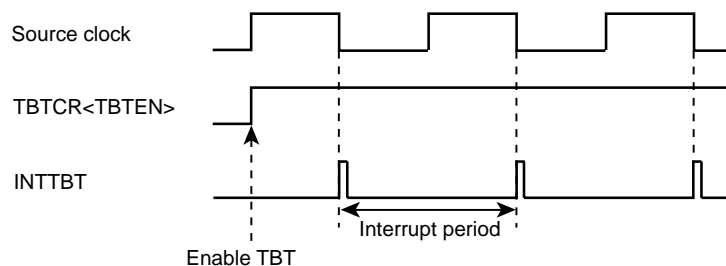 Source clock
TBTCR<TBTEN>
INTTBT
Interrupt period
Enable TBT